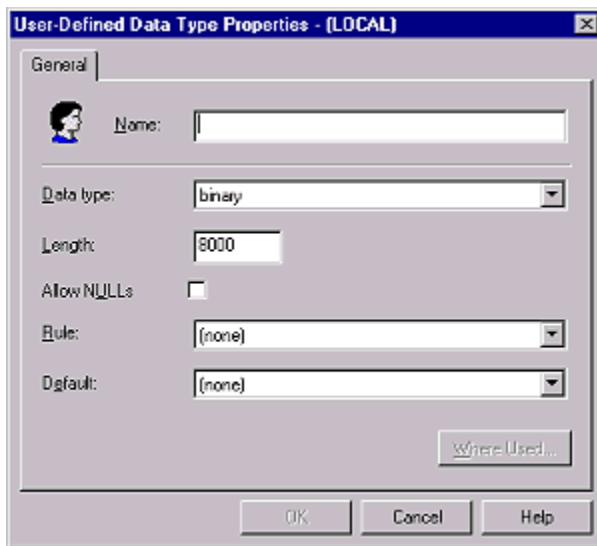 User-Defined Data Type Properties - (LOCAL)
General
Name:
Data type: binary
Length: 8000
Allow NULLs
Rule: (none)
Default: (none)
Where Used...
OK Cancel Help